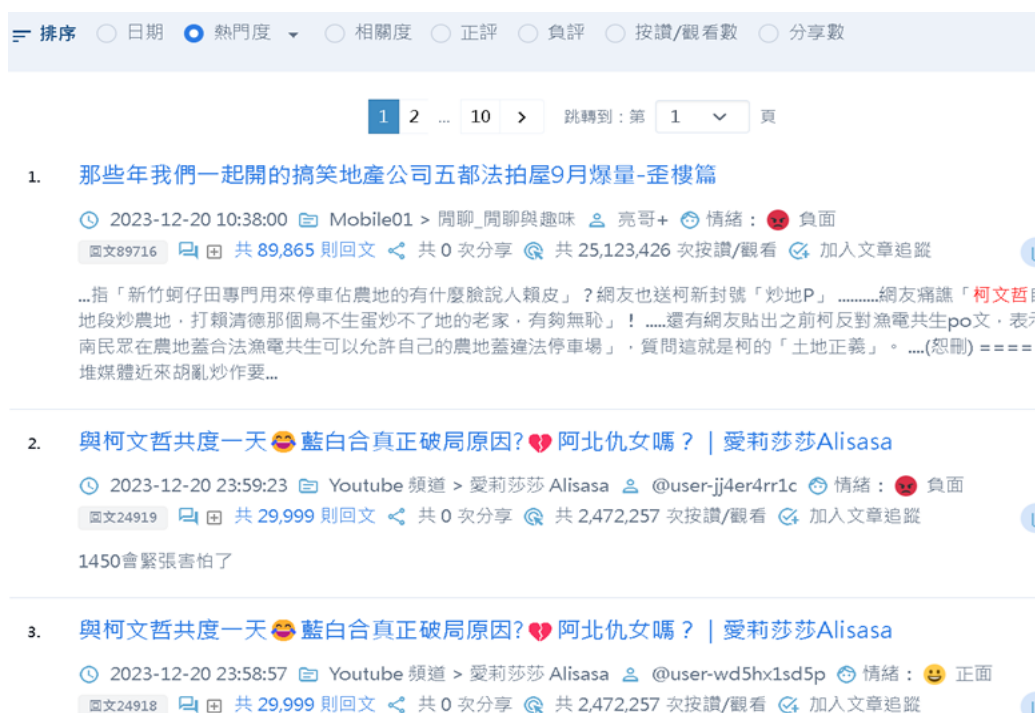 排序 日期 熱門度 相關度 正評 負評 按讚/觀看數 分享數
1 2 ... 10 > 跳轉到:第 1 頁
1. 那些年我們一起開的搞笑地產公司五都法拍屋9月爆量-歪樓篇
2023-12-20 10:38:00 Mobile01 > 閒聊_閒聊與趣味 亮哥+ 情緒: 負面
回文89716 共 89,865 則回文 共 0 次分享 共 25,123,426 次按讚/觀看 加入文章追蹤
...指「新竹蚵仔田專門用來停車佔農地的有什麼臉說人賴皮」?網友也送柯新封號「炒地P」 ..........網友痛譙「柯文哲
地段炒農地,打賴清德那個鳥不生蛋炒不了地的老家,有夠無恥」! .....還有網友貼出之前柯反對漁電共生po文,表示
南民眾在農地蓋合法漁電共生可以允許自己的農地蓋違法停車場」,質問這就是柯的「土地正義」。 ....(恕刪) ====
堆媒體近來胡亂炒作要...
2. 與柯文哲共度一天😂藍白合真正破局原因?💔阿北仇女嗎?|愛莉莎莎Alisasa
2023-12-20 23:59:23 Youtube 頻道 > 愛莉莎莎 Alisasa @user-jj4er4rr1c 情緒: 負面
回文24919 共 29,999 則回文 共 0 次分享 共 2,472,257 次按讚/觀看 加入文章追蹤
1450會緊張害怕了
3. 與柯文哲共度一天😂藍白合真正破局原因?💔阿北仇女嗎?|愛莉莎莎Alisasa
2023-12-20 23:58:57 Youtube 頻道 > 愛莉莎莎 Alisasa @user-wd5hx1sd5p 情緒: 正面
回文24918 共 29,999 則回文 共 0 次分享 共 2,472,257 次按讚/觀看 加入文章追蹤